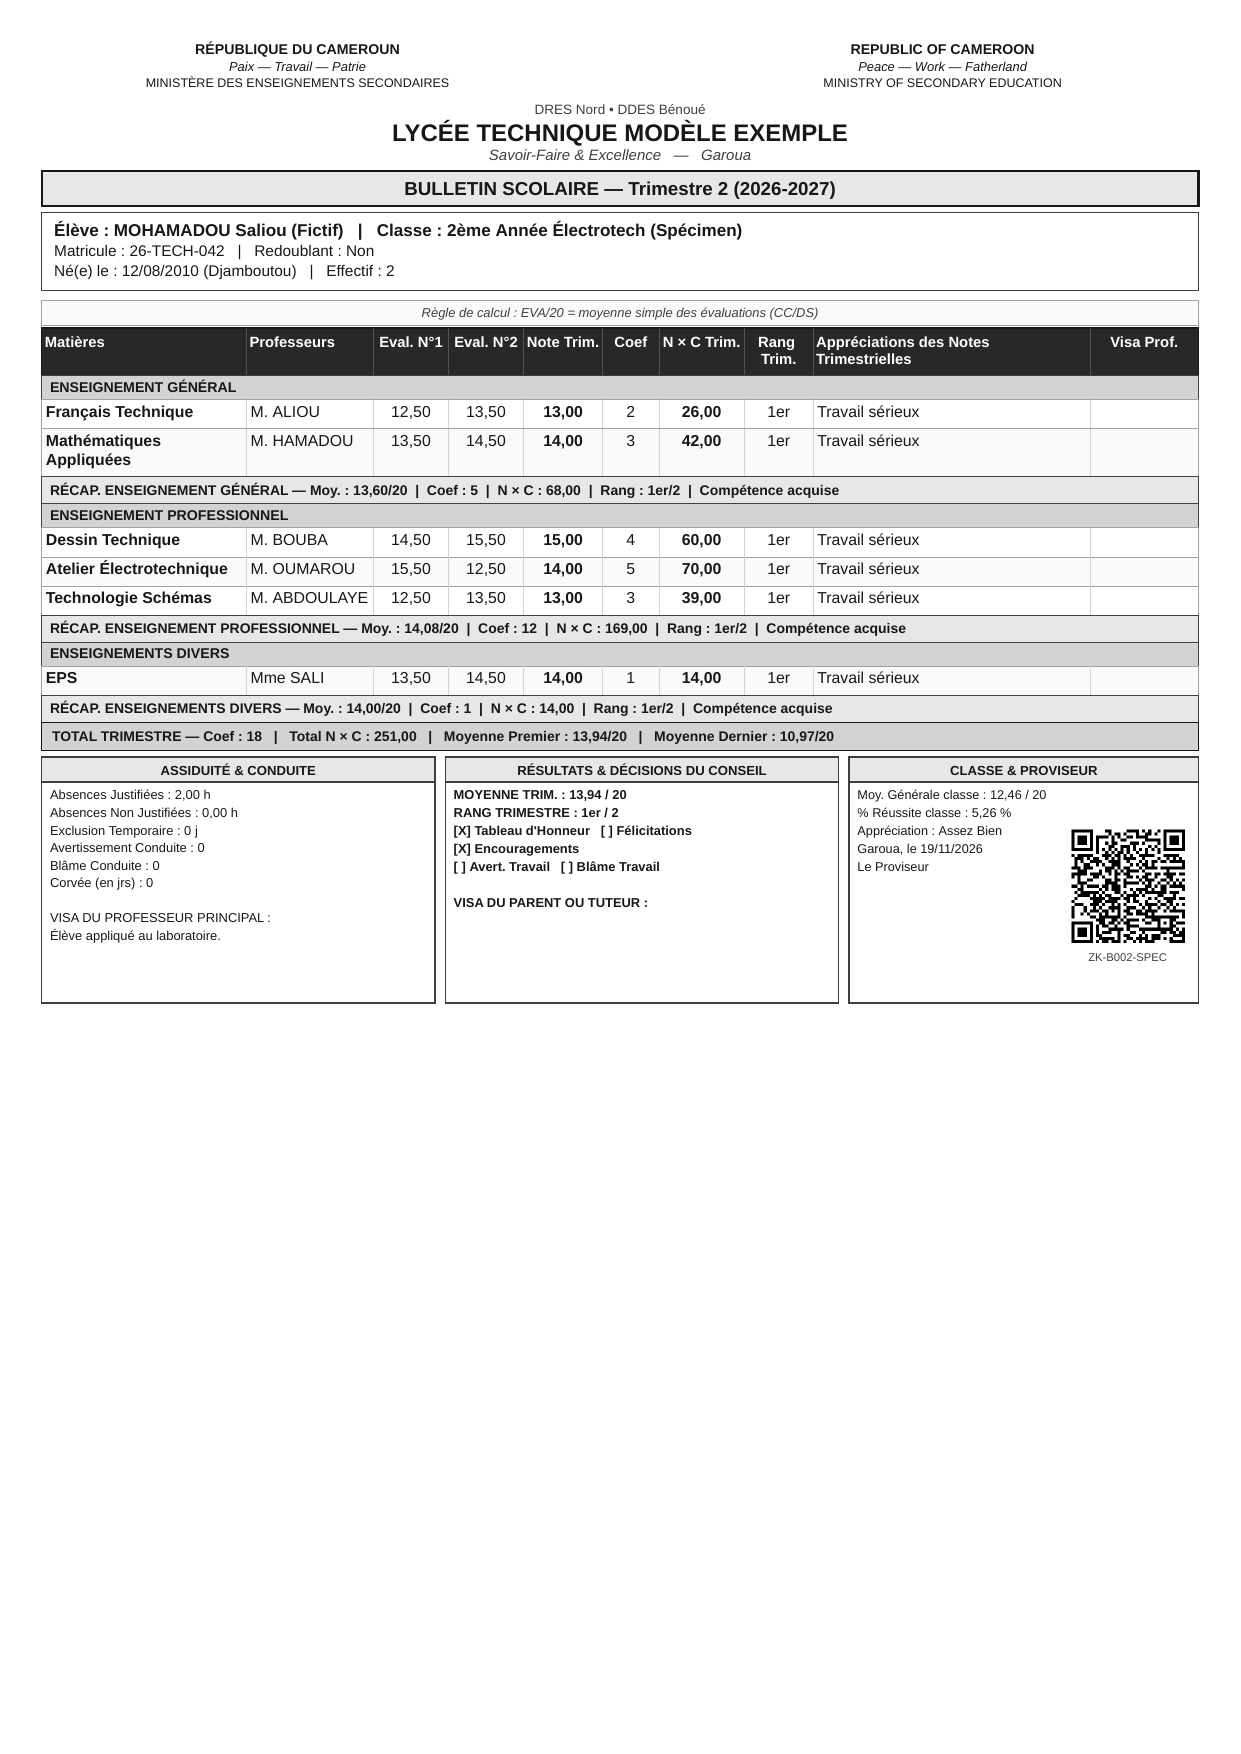 RÉPUBLIQUE DU CAMEROUN
Paix — Travail — Patrie
MINISTÈRE DES ENSEIGNEMENTS SECONDAIRES
REPUBLIC OF CAMEROON
Peace — Work — Fatherland
MINISTRY OF SECONDARY EDUCATION
DRES Nord • DDES Bénoué
LYCÉE TECHNIQUE MODÈLE EXEMPLE
Savoir-Faire & Excellence — Garoua
BULLETIN SCOLAIRE — Trimestre 2 (2026-2027)
Élève : MOHAMADOU Saliou (Fictif) | Classe : 2ème Année Électrotech (Spécimen)
Matricule : 26-TECH-042 | Redoublant : Non
Né(e) le : 12/08/2010 (Djamboutou) | Effectif : 2
Règle de calcul : EVA/20 = moyenne simple des évaluations (CC/DS)
Matières Professeurs Eval. N°1 Eval. N°2 Note Trim. Coef N × C Trim. Rang Trim. Appréciations des Notes Trimestrielles Visa Prof.
ENSEIGNEMENT GÉNÉRAL
Français Technique M. ALIOU 12,50 13,50 13,00 2 26,00 1er Travail sérieux
Mathématiques Appliquées M. HAMADOU 13,50 14,50 14,00 3 42,00 1er Travail sérieux
RÉCAP. ENSEIGNEMENT GÉNÉRAL — Moy. : 13,60/20 | Coef : 5 | N × C : 68,00 | Rang : 1er/2 | Compétence acquise
ENSEIGNEMENT PROFESSIONNEL
Dessin Technique M. BOUBA 14,50 15,50 15,00 4 60,00 1er Travail sérieux
Atelier Électrotechnique M. OUMAROU 15,50 12,50 14,00 5 70,00 1er Travail sérieux
Technologie Schémas M. ABDOULAYE 12,50 13,50 13,00 3 39,00 1er Travail sérieux
RÉCAP. ENSEIGNEMENT PROFESSIONNEL — Moy. : 14,08/20 | Coef : 12 | N × C : 169,00 | Rang : 1er/2 | Compétence acquise
ENSEIGNEMENTS DIVERS
EPS Mme SALI 13,50 14,50 14,00 1 14,00 1er Travail sérieux
RÉCAP. ENSEIGNEMENTS DIVERS — Moy. : 14,00/20 | Coef : 1 | N × C : 14,00 | Rang : 1er/2 | Compétence acquise
TOTAL TRIMESTRE — Coef : 18 | Total N × C : 251,00 | Moyenne Premier : 13,94/20 | Moyenne Dernier : 10,97/20
ASSIDUITÉ & CONDUITE
Absences Justifiées : 2,00 h
Absences Non Justifiées : 0,00 h
Exclusion Temporaire : 0 j
Avertissement Conduite : 0
Blâme Conduite : 0
Corvée (en jrs) : 0
VISA DU PROFESSEUR PRINCIPAL :
Élève appliqué au laboratoire.
RÉSULTATS & DÉCISIONS DU CONSEIL
MOYENNE TRIM. : 13,94 / 20
RANG TRIMESTRE : 1er / 2
[X] Tableau d'Honneur [ ] Félicitations
[X] Encouragements
[ ] Avert. Travail [ ] Blâme Travail
VISA DU PARENT OU TUTEUR :
CLASSE & PROVISEUR
Moy. Générale classe : 12,46 / 20
% Réussite classe : 5,26 %
Appréciation : Assez Bien
Garoua, le 19/11/2026
Le Proviseur
ZK-B002-SPEC